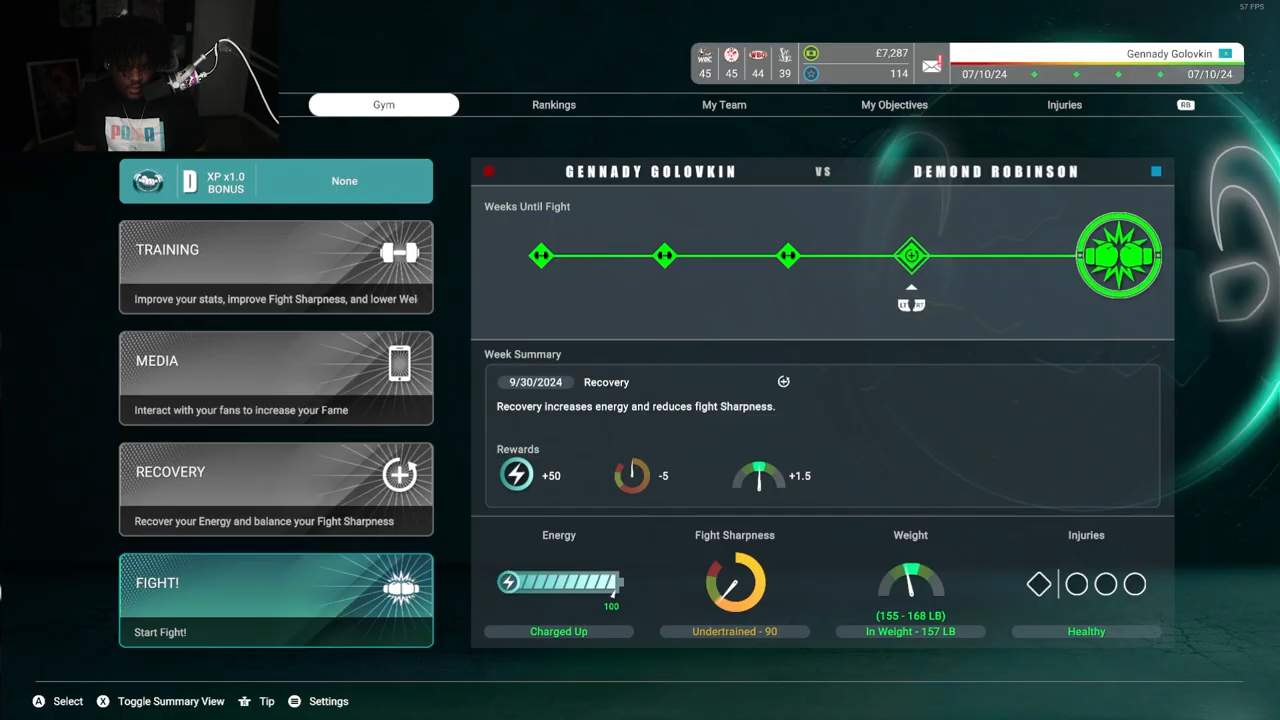 57 FPS
WBC
WBO
45
45
44
39
£7,287
114
Gennady Golovkin
07/10/24
07/10/24
Gym
Rankings
My Team
My Objectives
Injuries
RB
D
XP x1.0
BONUS
None
TRAINING
Improve your stats, improve Fight Sharpness, and lower Wei
MEDIA
Interact with your fans to increase your Fame
RECOVERY
Recover your Energy and balance your Fight Sharpness
FIGHT!
Start Fight!
GENNADY GOLOVKIN
VS
DEMOND ROBINSON
Weeks Until Fight
LT RT
Week Summary
9/30/2024
Recovery
Recovery increases energy and reduces fight Sharpness.
Rewards
+50
-5
+1.5
Energy
Fight Sharpness
Weight
Injuries
100
(155 - 168 LB)
Charged Up
Undertrained - 90
In Weight - 157 LB
Healthy
A Select
X Toggle Summary View
Tip
Settings